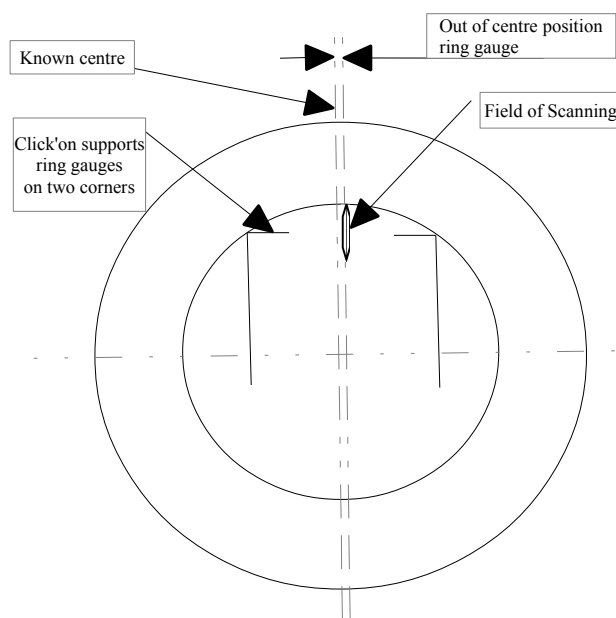 Out of centre position
ring gauge
Known centre
Field of Scanning
Click'on supports
ring gauges
on two corners